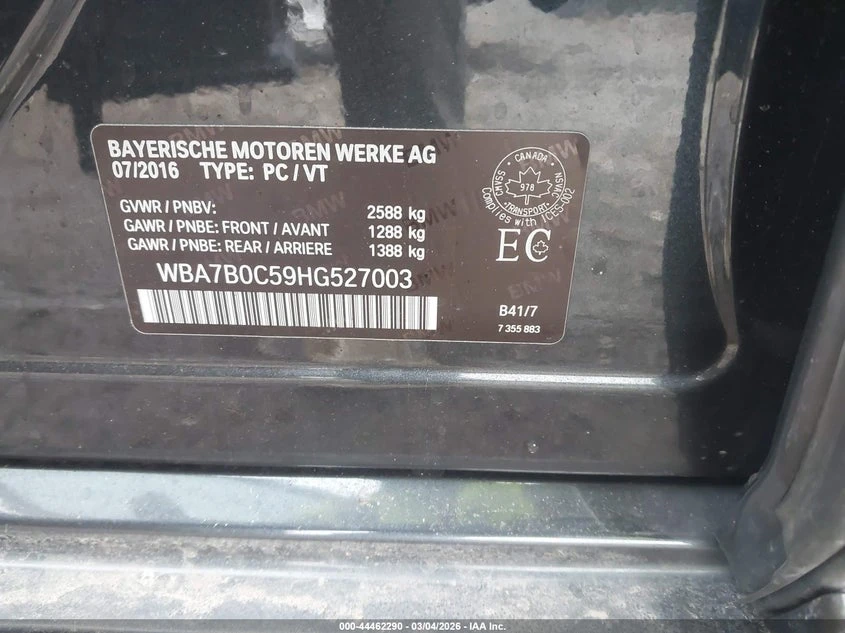 BAYERISCHE MOTOREN WERKE AG
07/2016 TYPE: PC / VT
GVWR / PNBV: 2588 kg
GAWR / PNBE: FRONT / AVANT 1288 kg
GAWR / PNBE: REAR / ARRIERE 1388 kg
WBA7B0C59HG527003
CANADA
CMVSS
NSVAC
978
TRANSPORT
Complies with ICES-002
EC
B41/7
7 355 883
000-44462290 - 03/04/2026 - IAA Inc.